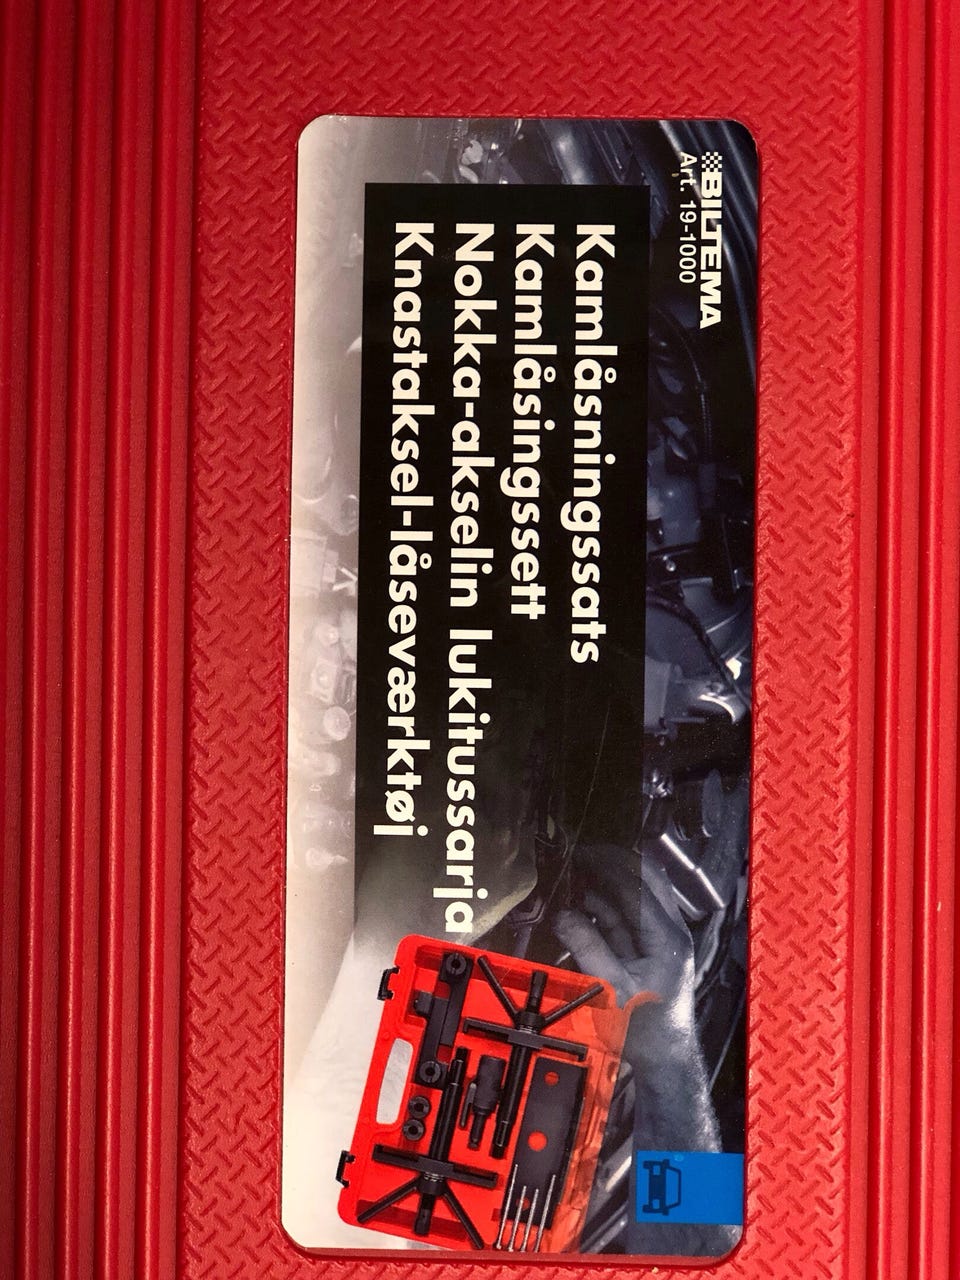 BILTEMA
Art. 19-1000
Kamlåsningssats
Kamlåsingssett
Nokka-akselin lukitussarja
Knastaksel-låseværktøj